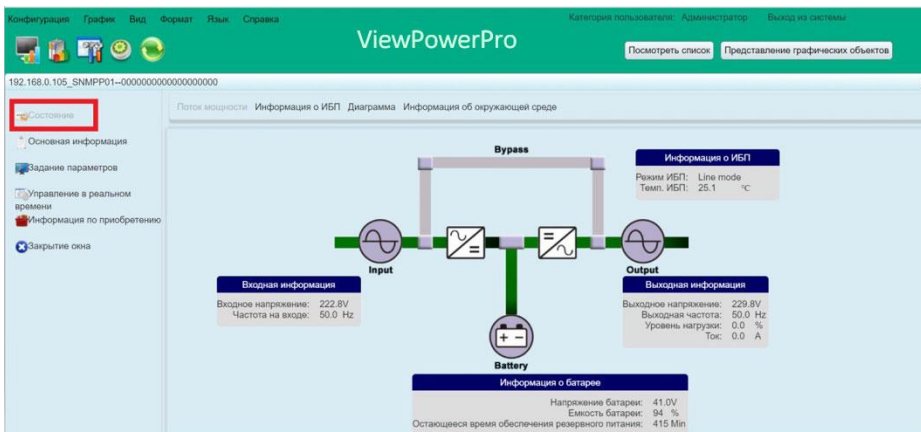 Конфигурация График Вид Формат Язык Справка
Категория пользователя: Администратор Выход из системы
ViewPowerPro
Посмотреть список Представление графических объектов
192.168.0.105_SNMPP01--0000000000000000000
Состояние
Поток мощности Информация о ИБП Диаграмма Информация об окружающей среде
Основная информация
Задание параметров
Управление в реальном
времени
Информация по приобретению
Закрытие окна
Bypass
Информация о ИБП
Режим ИБП: Line mode
Темп. ИБП: 25.1 ℃
Input
Output
Входная информация
Входное напряжение: 222.8V
Частота на входе: 50.0 Hz
Выходная информация
Выходное напряжение: 229.8V
Выходная частота: 50.0 Hz
Уровень нагрузки: 0.0 %
Ток: 0.0 A
Battery
Информация о батарее
Напряжение батареи: 41.0V
Емкость батареи: 94 %
Остающееся время обеспечения резервного питания: 415 Min